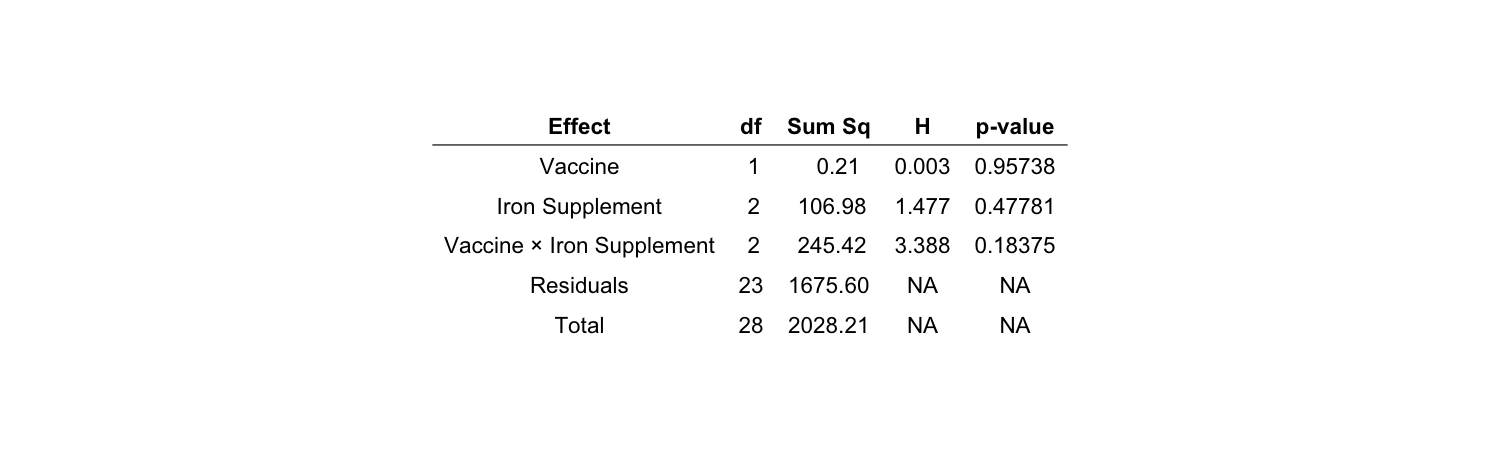 Effect df Sum Sq H p-value
Vaccine 1 0.21 0.003 0.95738
Iron Supplement 2 106.98 1.477 0.47781
Vaccine × Iron Supplement 2 245.42 3.388 0.18375
Residuals 23 1675.60 NA NA
Total 28 2028.21 NA NA